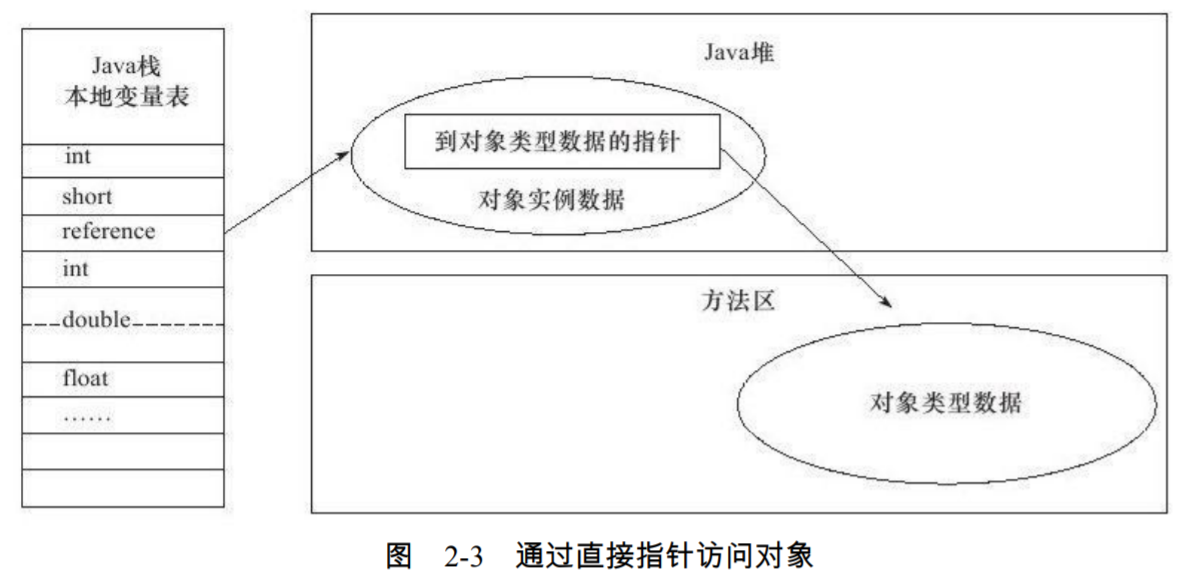 Java栈
本地变量表
int
short
reference
int
double
float
……
Java堆
到对象类型数据的指针
对象实例数据
方法区
对象类型数据
图 2-3 通过直接指针访问对象